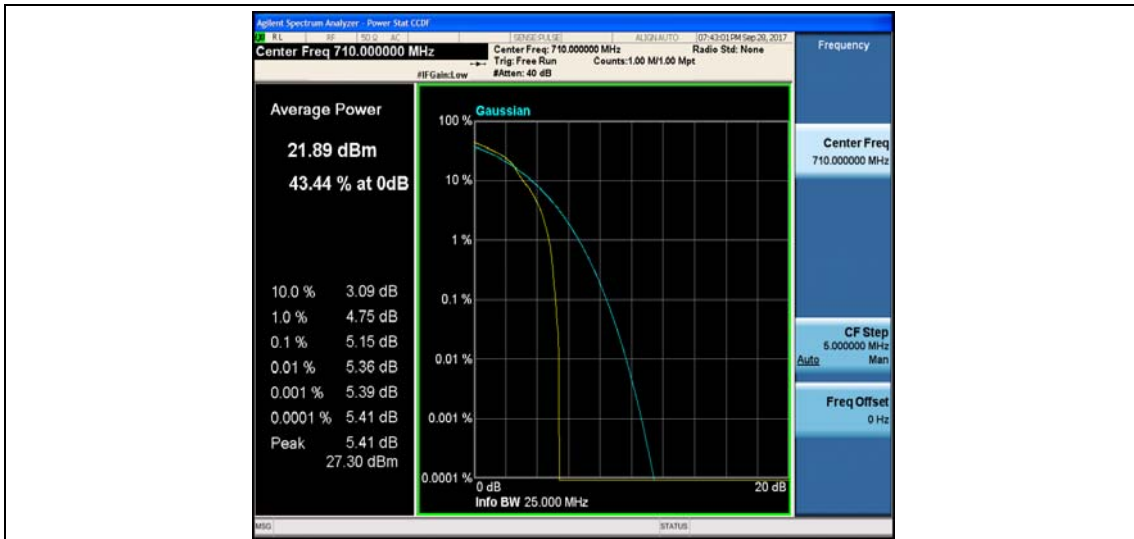 Agilent Spectrum Analyzer - Power Stat CCDF
RL RF 50 Ω AC SENSE:PULSE ALIGN AUTO 07:43:01 PM Sep 28, 2017
Center Freq 710.000000 MHz
Center Freq: 710.000000 MHz Radio Std: None
Trig: Free Run Counts:1.00 M/1.00 Mpt
#IFGain:Low #Atten: 40 dB
Average Power
21.89 dBm
43.44 % at 0dB
10.0 % 3.09 dB
1.0 % 4.75 dB
0.1 % 5.15 dB
0.01 % 5.36 dB
0.001 % 5.39 dB
0.0001 % 5.41 dB
Peak 5.41 dB
27.30 dBm
Gaussian
100 %
10 %
1 %
0.1 %
0.01 %
0.001 %
0.0001 %
0 dB 20 dB
Info BW 25.000 MHz
Frequency
Center Freq
710.000000 MHz
CF Step
5.000000 MHz
Auto Man
Freq Offset
0 Hz
MSG STATUS